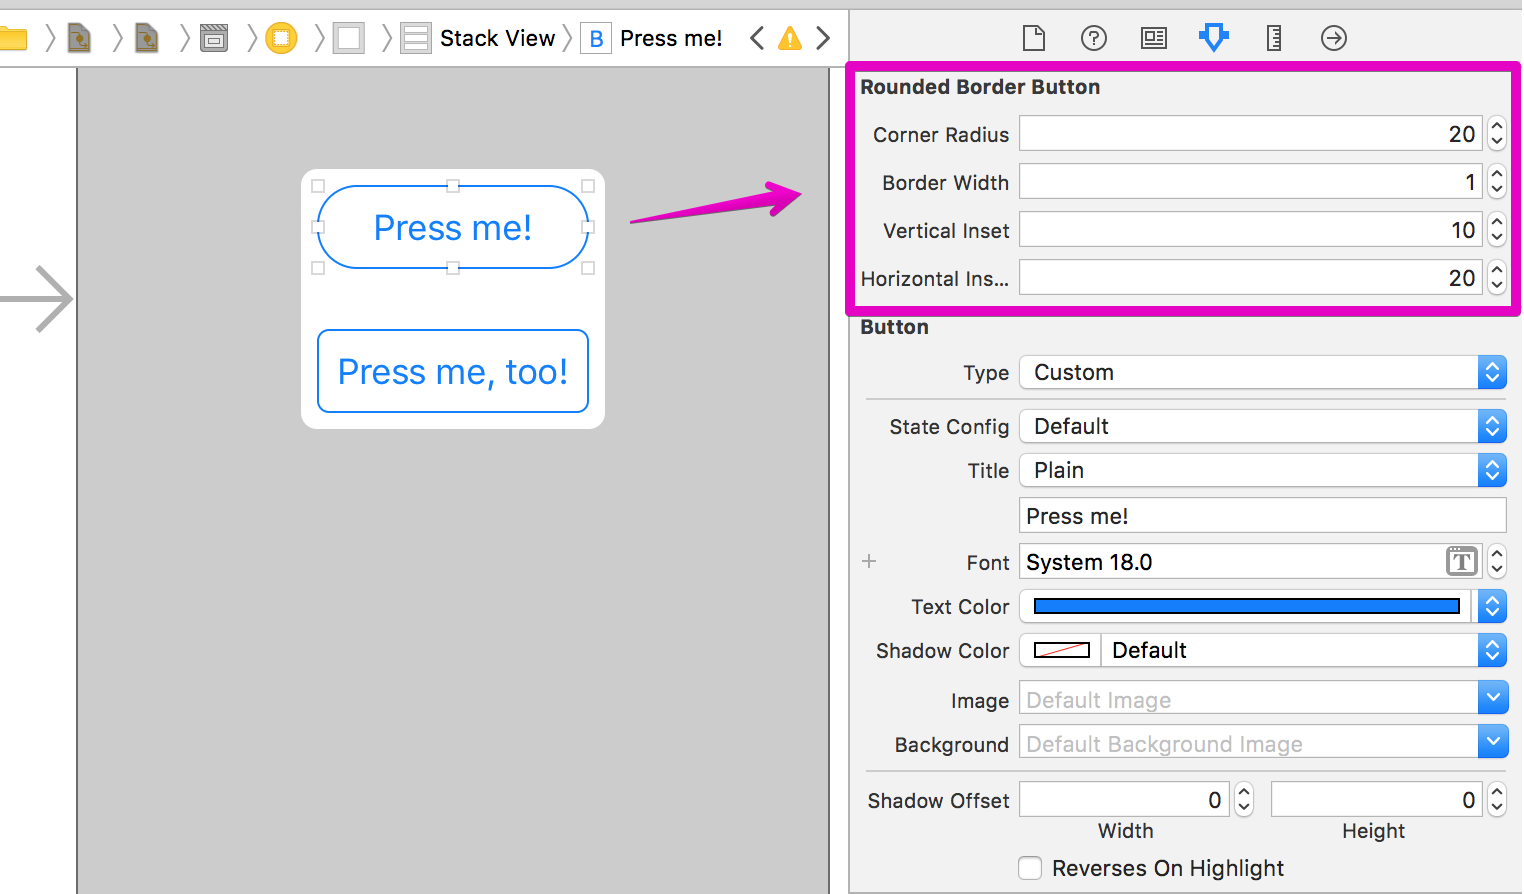 Stack View
B
Press me!
Rounded Border Button
Corner Radius 20
Border Width 1
Vertical Inset 10
Horizontal Ins... 20
Press me!
Press me, too!
Button
Type Custom
State Config Default
Title Plain
Press me!
Font System 18.0 T
Text Color
Shadow Color Default
Image Default Image
Background Default Background Image
Shadow Offset 0 0
Width Height
Reverses On Highlight